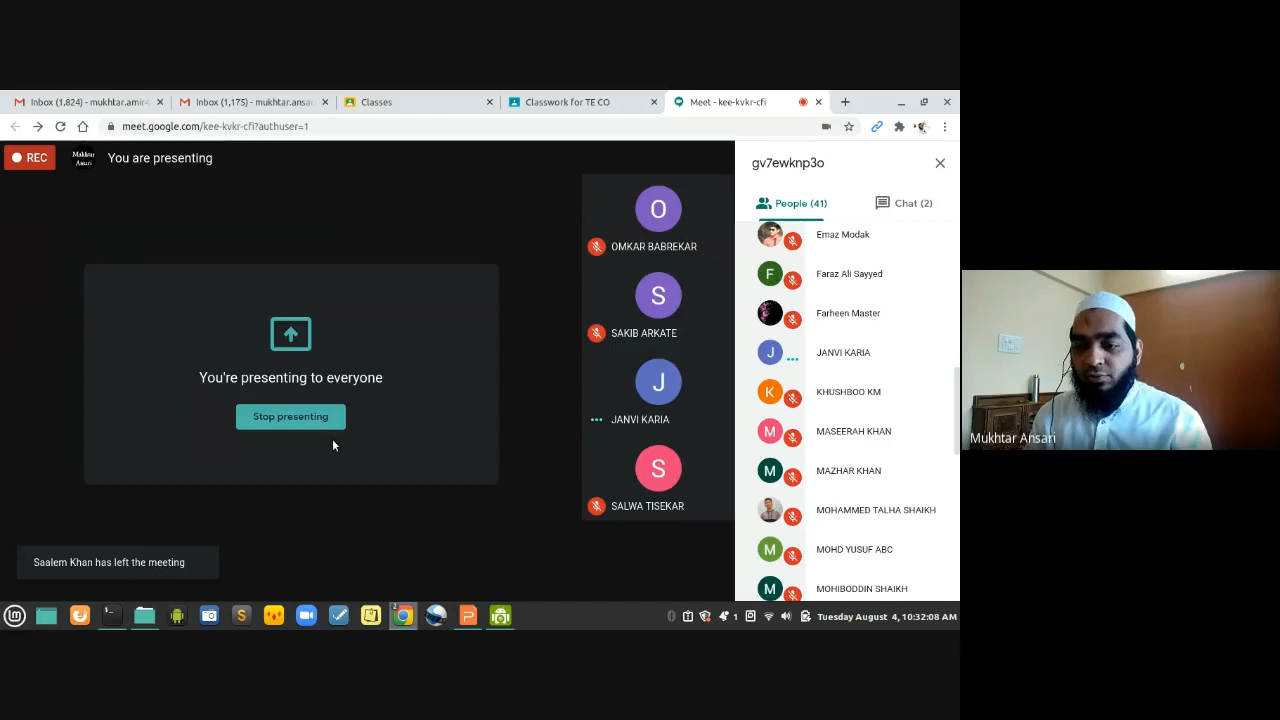 Inbox (1,824) - mukhtar.amir4
Inbox (1,175) - mukhtar.ansar
Classes
Classwork for TE CO
Meet - kee-kvkr-cfi
meet.google.com/kee-kvkr-cfi?authuser=1
REC
Mukhtar
Ansari
You are presenting
You're presenting to everyone
Stop presenting
Saalem Khan has left the meeting
O
OMKAR BABREKAR
S
SAKIB ARKATE
J
JANVI KARIA
S
SALWA TISEKAR
gv7ewknp3o
People (41)
Chat (2)
Emaz Modak
F
Faraz Ali Sayyed
Farheen Master
J
JANVI KARIA
K
KHUSHBOO KM
M
MASEERAH KHAN
M
MAZHAR KHAN
MOHAMMED TALHA SHAIKH
M
MOHD YUSUF ABC
M
MOHIBODDIN SHAIKH
Mukhtar Ansari
S
2
P
1
Tuesday August 4, 10:32:08 AM